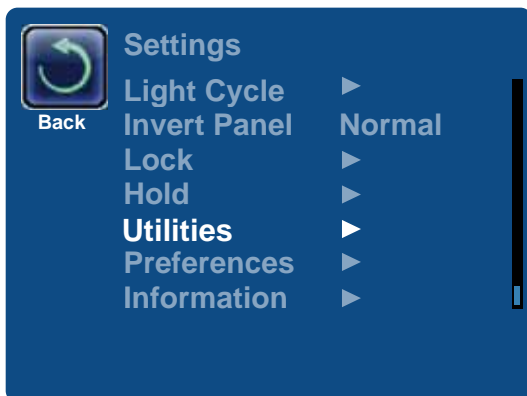 Settings
Back
Light Cycle
Invert Panel Normal
Lock
Hold
Utilities
Preferences
Information